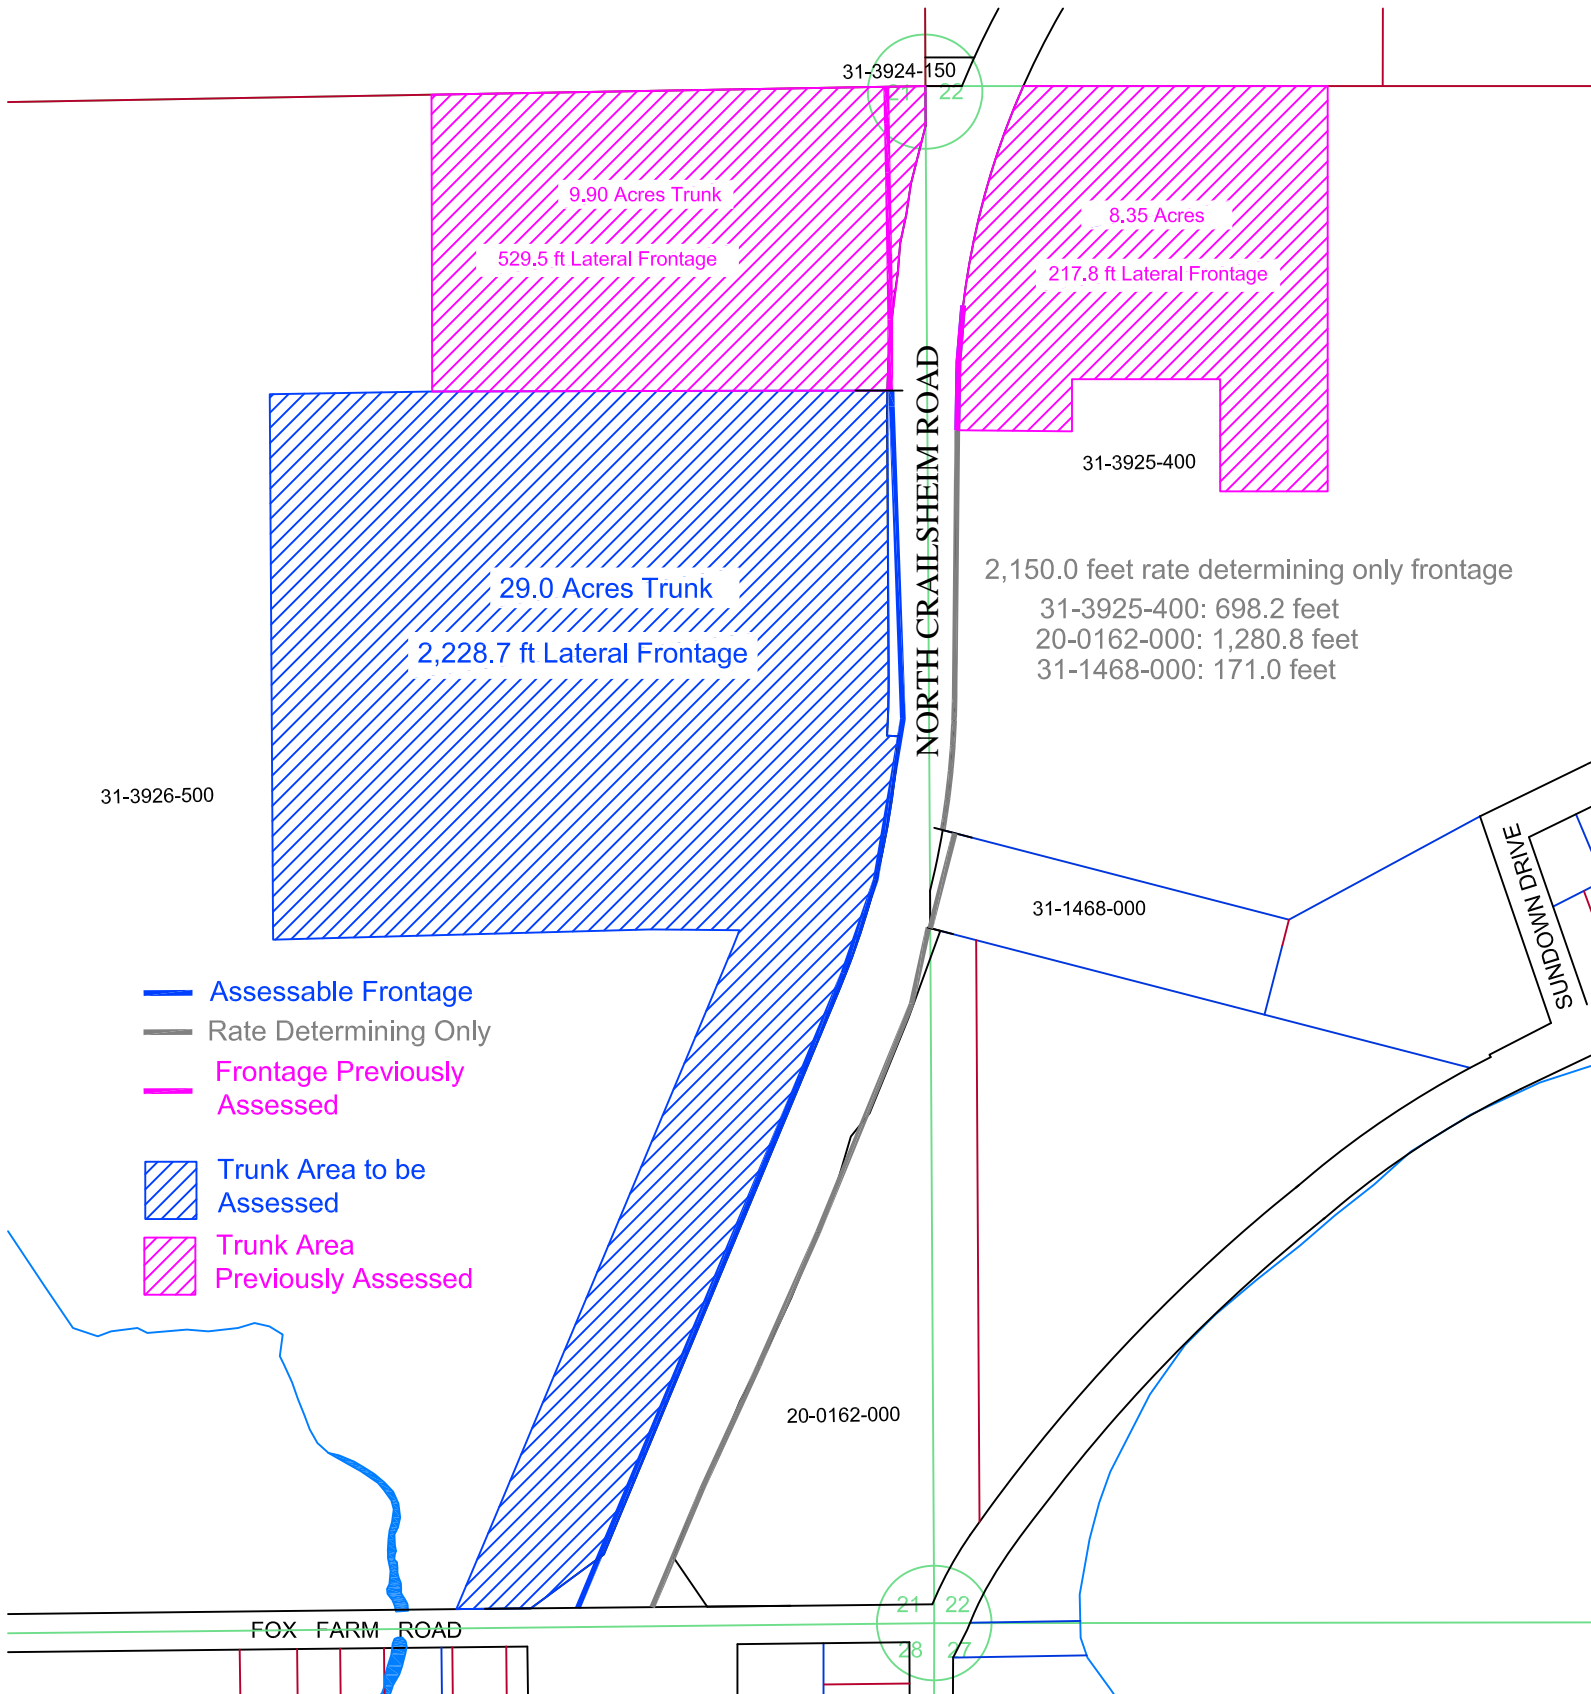 31-3924-150
21 22
9.90 Acres Trunk
529.5 ft Lateral Frontage
8.35 Acres
217.8 ft Lateral Frontage
NORTH CRAILSHEIM ROAD
31-3925-400
29.0 Acres Trunk
2,228.7 ft Lateral Frontage
2,150.0 feet rate determining only frontage
31-3925-400: 698.2 feet
20-0162-000: 1,280.8 feet
31-1468-000: 171.0 feet
31-3926-500
SUNDOWN DRIVE
31-1468-000
Assessable Frontage
Rate Determining Only
Frontage Previously
Assessed
Trunk Area to be
Assessed
Trunk Area
Previously Assessed
20-0162-000
21 22
28 27
FOX FARM ROAD